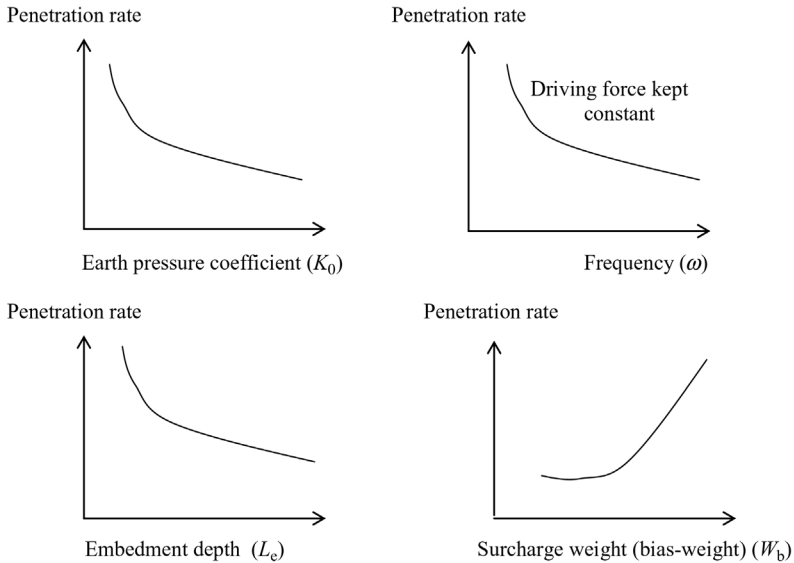 Penetration rate
Driving force kept
constant
Earth pressure coefficient (K0)
Penetration rate
Frequency (ω)
Penetration rate
Embedment depth (Le)
Penetration rate
Surcharge weight (bias-weight) (Wb)